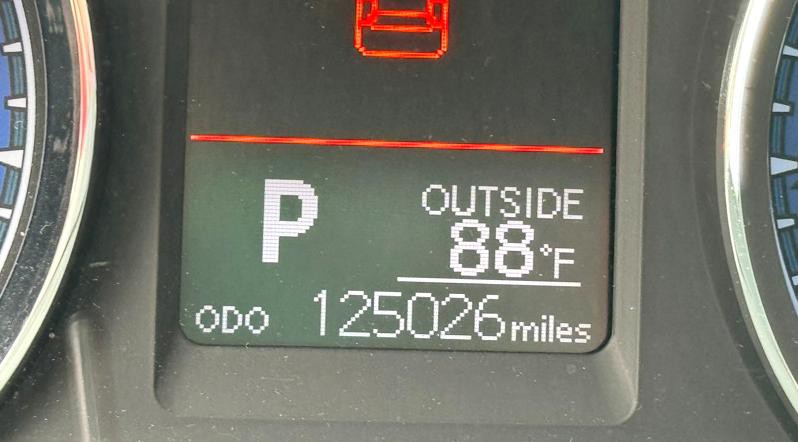 P
OUTSIDE
88°F
ODO 125026 miles